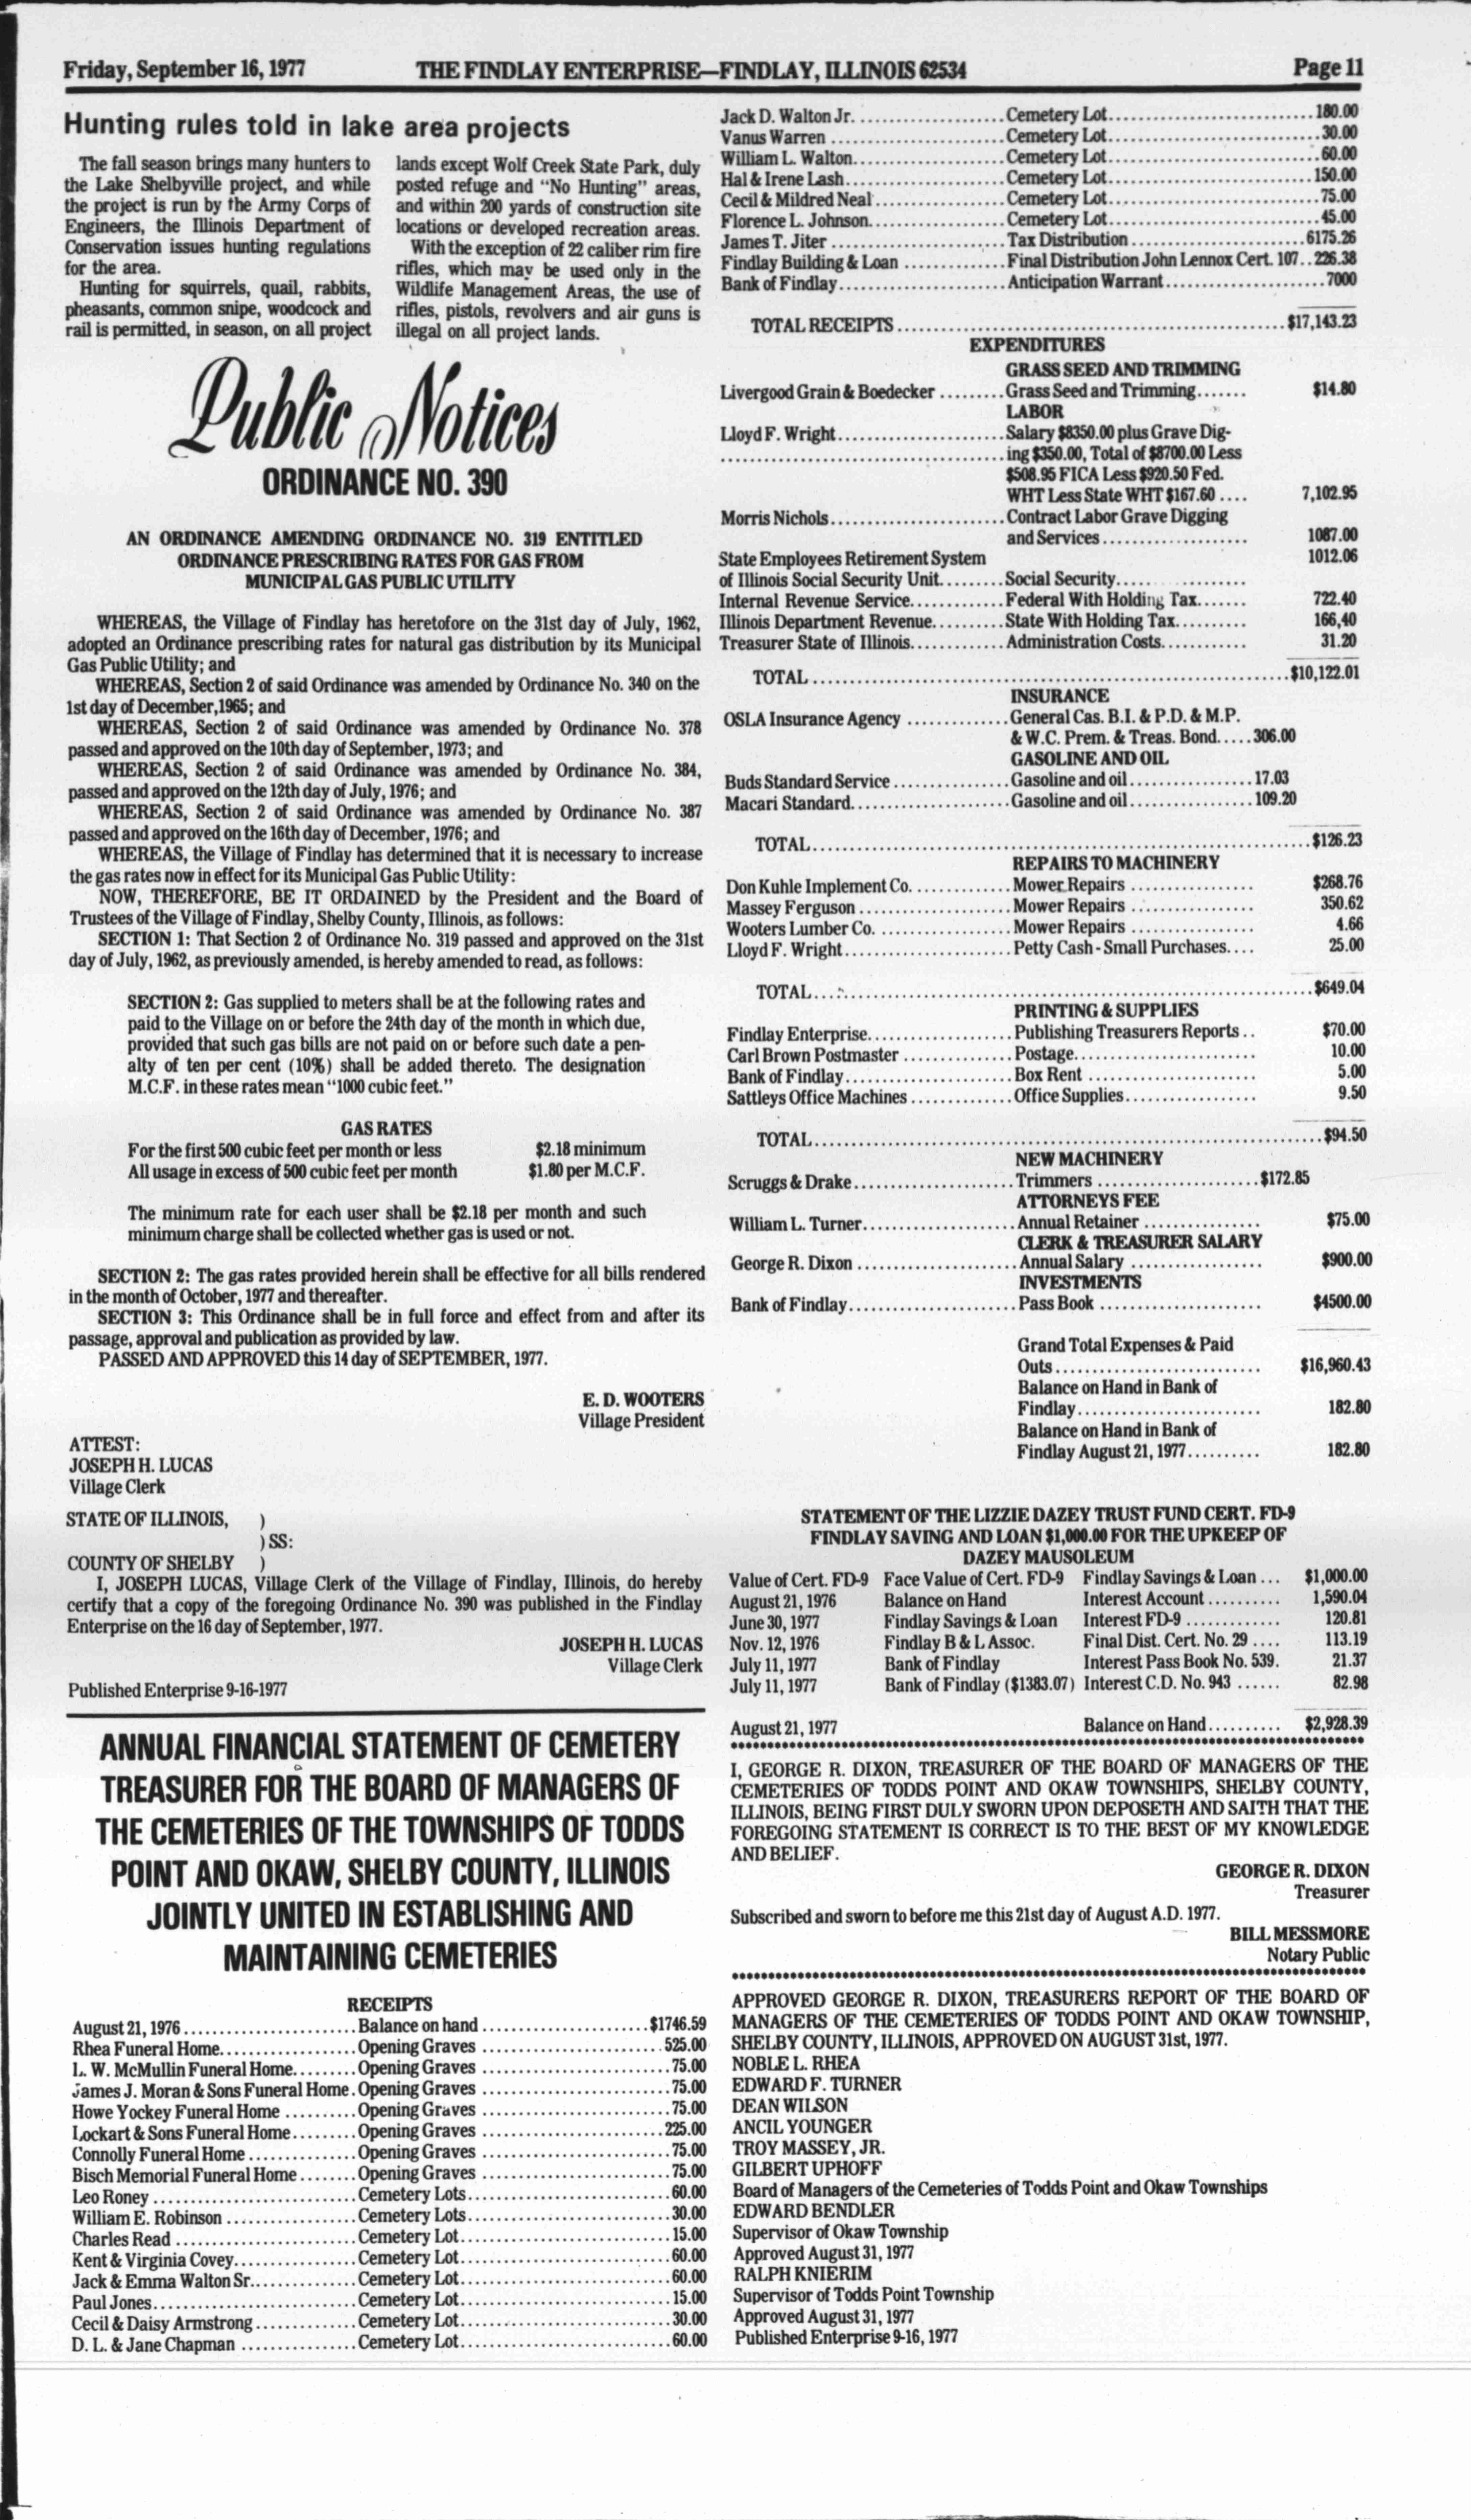 Friday, September 16, 1977
THE FINDLAY ENTERPRISE—FINDLAY, ILLINOIS 62534
Page 11
Hunting rules told in lake area projects
The fall season brings many hunters to
the Lake Shelbyville project, and while
the project is run by the Army Corps of
Engineers, the Illinois Department of
Conservation issues hunting regulations
for the area.
Hunting for squirrels, quail, rabbits,
pheasants, common snipe, woodcock and
rail is permitted, in season, on all project
lands except Wolf Creek State Park, duly
posted refuge and "No Hunting" areas,
and within 200 yards of construction site
locations or developed recreation areas.
With the exception of 22 caliber rim fire
rifles, which may be used only in the
Wildlife Management Areas, the use of
rifles, pistols, revolvers and air guns is
illegal on all project lands.
Public Notices
ORDINANCE NO. 390
AN ORDINANCE AMENDING ORDINANCE NO. 319 ENTITLED
ORDINANCE PRESCRIBING RATES FOR GAS FROM
MUNICIPAL GAS PUBLIC UTILITY
WHEREAS, the Village of Findlay has heretofore on the 31st day of July, 1962,
adopted an Ordinance prescribing rates for natural gas distribution by its Municipal
Gas Public Utility; and
WHEREAS, Section 2 of said Ordinance was amended by Ordinance No. 340 on the
1st day of December,1965; and
WHEREAS, Section 2 of said Ordinance was amended by Ordinance No. 378
passed and approved on the 10th day of September, 1973; and
WHEREAS, Section 2 of said Ordinance was amended by Ordinance No. 384,
passed and approved on the 12th day of July, 1976; and
WHEREAS, Section 2 of said Ordinance was amended by Ordinance No. 387
passed and approved on the 16th day of December, 1976; and
WHEREAS, the Village of Findlay has determined that it is necessary to increase
the gas rates now in effect for its Municipal Gas Public Utility:
NOW, THEREFORE, BE IT ORDAINED by the President and the Board of
Trustees of the Village of Findlay, Shelby County, Illinois, as follows:
SECTION 1: That Section 2 of Ordinance No. 319 passed and approved on the 31st
day of July, 1962, as previously amended, is hereby amended to read, as follows:
SECTION 2: Gas supplied to meters shall be at the following rates and
paid to the Village on or before the 24th day of the month in which due,
provided that such gas bills are not paid on or before such date a pen-
alty of ten per cent (10%) shall be added thereto. The designation
M.C.F. in these rates mean "1000 cubic feet."
GAS RATES
For the first 500 cubic feet per month or less $2.18 minimum
All usage in excess of 500 cubic feet per month $1.80 per M.C.F.
The minimum rate for each user shall be $2.18 per month and such
minimum charge shall be collected whether gas is used or not.
SECTION 2: The gas rates provided herein shall be effective for all bills rendered
in the month of October, 1977 and thereafter.
SECTION 3: This Ordinance shall be in full force and effect from and after its
passage, approval and publication as provided by law.
PASSED AND APPROVED this 14 day of SEPTEMBER, 1977.
E. D. WOOTERS
Village President
ATTEST:
JOSEPH H. LUCAS
Village Clerk
STATE OF ILLINOIS, )
) SS:
COUNTY OF SHELBY )
I, JOSEPH LUCAS, Village Clerk of the Village of Findlay, Illinois, do hereby
certify that a copy of the foregoing Ordinance No. 390 was published in the Findlay
Enterprise on the 16 day of September, 1977.
JOSEPH H. LUCAS
Village Clerk
Published Enterprise 9-16-1977
ANNUAL FINANCIAL STATEMENT OF CEMETERY
TREASURER FOR THE BOARD OF MANAGERS OF
THE CEMETERIES OF THE TOWNSHIPS OF TODDS
POINT AND OKAW, SHELBY COUNTY, ILLINOIS
JOINTLY UNITED IN ESTABLISHING AND
MAINTAINING CEMETERIES
RECEIPTS
August 21, 1976 Balance on hand $1746.59
Rhea Funeral Home Opening Graves 525.00
L. W. McMullin Funeral Home Opening Graves 75.00
James J. Moran & Sons Funeral Home Opening Graves 75.00
Howe Yockey Funeral Home Opening Graves 75.00
Lockart & Sons Funeral Home Opening Graves 225.00
Connolly Funeral Home Opening Graves 75.00
Bisch Memorial Funeral Home Opening Graves 75.00
Leo Roney Cemetery Lots 60.00
William E. Robinson Cemetery Lots 30.00
Charles Read Cemetery Lot 15.00
Kent & Virginia Covey Cemetery Lot 60.00
Jack & Emma Walton Sr. Cemetery Lot 60.00
Paul Jones Cemetery Lot 15.00
Cecil & Daisy Armstrong Cemetery Lot 30.00
D. L. & Jane Chapman Cemetery Lot 60.00
Jack D. Walton Jr. Cemetery Lot 180.00
Vanus Warren Cemetery Lot 30.00
William L. Walton Cemetery Lot 60.00
Hal & Irene Lash Cemetery Lot 150.00
Cecil & Mildred Neal Cemetery Lot 75.00
Florence L. Johnson Cemetery Lot 45.00
James T. Jiter Tax Distribution 6175.26
Findlay Building & Loan Final Distribution John Lennox Cert. 107 226.38
Bank of Findlay Anticipation Warrant 7000
TOTAL RECEIPTS $17,143.23
EXPENDITURES
GRASS SEED AND TRIMMING
Livergood Grain & Boedecker Grass Seed and Trimming $14.80
LABOR
Lloyd F. Wright Salary $8350.00 plus Grave Dig-
ing $350.00, Total of $8700.00 Less
$508.95 FICA Less $920.50 Fed.
WHT Less State WHT $167.60 7,102.95
Morris Nichols Contract Labor Grave Digging
and Services 1087.00
State Employees Retirement System 1012.06
of Illinois Social Security Unit Social Security
Internal Revenue Service Federal With Holding Tax 722.40
Illinois Department Revenue State With Holding Tax 166,40
Treasurer State of Illinois Administration Costs 31.20
TOTAL $10,122.01
INSURANCE
OSLA Insurance Agency General Cas. B.I. & P.D. & M.P.
& W.C. Prem. & Treas. Bond 306.00
GASOLINE AND OIL
Buds Standard Service Gasoline and oil 17.03
Macari Standard Gasoline and oil 109.20
TOTAL $126.23
REPAIRS TO MACHINERY
Don Kuhle Implement Co. Mower Repairs $268.76
Massey Ferguson Mower Repairs 350.62
Wooters Lumber Co. Mower Repairs 4.66
Lloyd F. Wright Petty Cash - Small Purchases 25.00
TOTAL $649.04
PRINTING & SUPPLIES
Findlay Enterprise Publishing Treasurers Reports $70.00
Carl Brown Postmaster Postage 10.00
Bank of Findlay Box Rent 5.00
Sattleys Office Machines Office Supplies 9.50
TOTAL $94.50
NEW MACHINERY
Scruggs & Drake Trimmers $172.85
ATTORNEYS FEE
William L. Turner Annual Retainer $75.00
CLERK & TREASURER SALARY
George R. Dixon Annual Salary $900.00
INVESTMENTS
Bank of Findlay Pass Book $4500.00
Grand Total Expenses & Paid
Outs $16,960.43
Balance on Hand in Bank of
Findlay 182.80
Balance on Hand in Bank of
Findlay August 21, 1977 182.80
STATEMENT OF THE LIZZIE DAZEY TRUST FUND CERT. FD-9
FINDLAY SAVING AND LOAN $1,000.00 FOR THE UPKEEP OF
DAZEY MAUSOLEUM
Value of Cert. FD-9 Face Value of Cert. FD-9 Findlay Savings & Loan $1,000.00
August 21, 1976 Balance on Hand Interest Account 1,590.04
June 30, 1977 Findlay Savings & Loan Interest FD-9 120.81
Nov. 12, 1976 Findlay B & L Assoc. Final Dist. Cert. No. 29 113.19
July 11, 1977 Bank of Findlay Interest Pass Book No. 539. 21.37
July 11, 1977 Bank of Findlay ($1383.07) Interest C.D. No. 943 82.98
August 21, 1977 Balance on Hand $2,928.39
I, GEORGE R. DIXON, TREASURER OF THE BOARD OF MANAGERS OF THE
CEMETERIES OF TODDS POINT AND OKAW TOWNSHIPS, SHELBY COUNTY,
ILLINOIS, BEING FIRST DULY SWORN UPON DEPOSETH AND SAITH THAT THE
FOREGOING STATEMENT IS CORRECT IS TO THE BEST OF MY KNOWLEDGE
AND BELIEF.
GEORGE R. DIXON
Treasurer
Subscribed and sworn to before me this 21st day of August A.D. 1977.
BILL MESSMORE
Notary Public
APPROVED GEORGE R. DIXON, TREASURERS REPORT OF THE BOARD OF
MANAGERS OF THE CEMETERIES OF TODDS POINT AND OKAW TOWNSHIP,
SHELBY COUNTY, ILLINOIS, APPROVED ON AUGUST 31st, 1977.
NOBLE L. RHEA
EDWARD F. TURNER
DEAN WILSON
ANCIL YOUNGER
TROY MASSEY, JR.
GILBERT UPHOFF
Board of Managers of the Cemeteries of Todds Point and Okaw Townships
EDWARD BENDLER
Supervisor of Okaw Township
Approved August 31, 1977
RALPH KNIERIM
Supervisor of Todds Point Township
Approved August 31, 1977
Published Enterprise 9-16, 1977